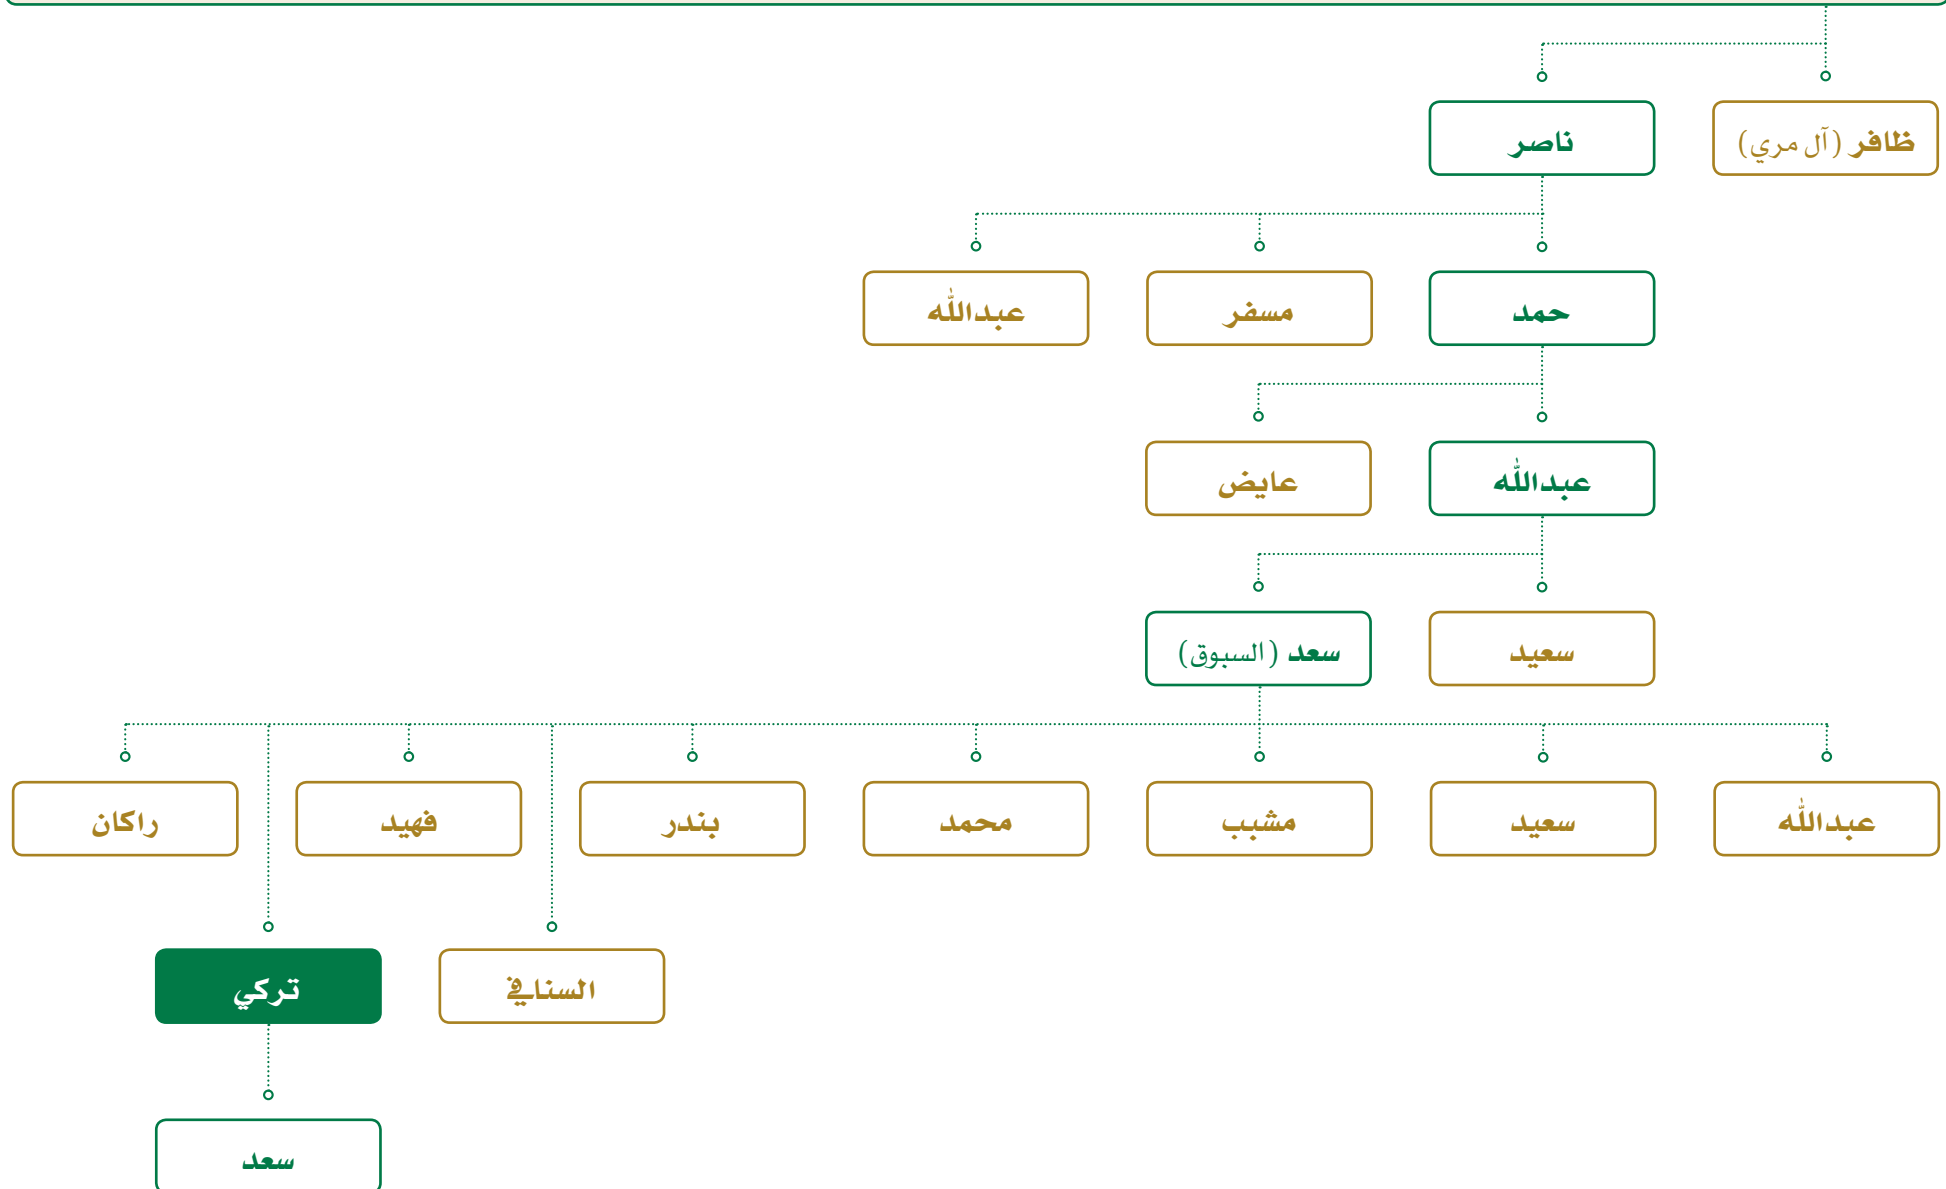 ظافر (آل مري)
ناصر
حمد
مسفر
عبدالله
عبدالله
عايض
سعيد
سعد (السبوق)
عبدالله
سعيد
مشبب
محمد
بندر
فهيد
راكان
السنافي
تركي
سعد